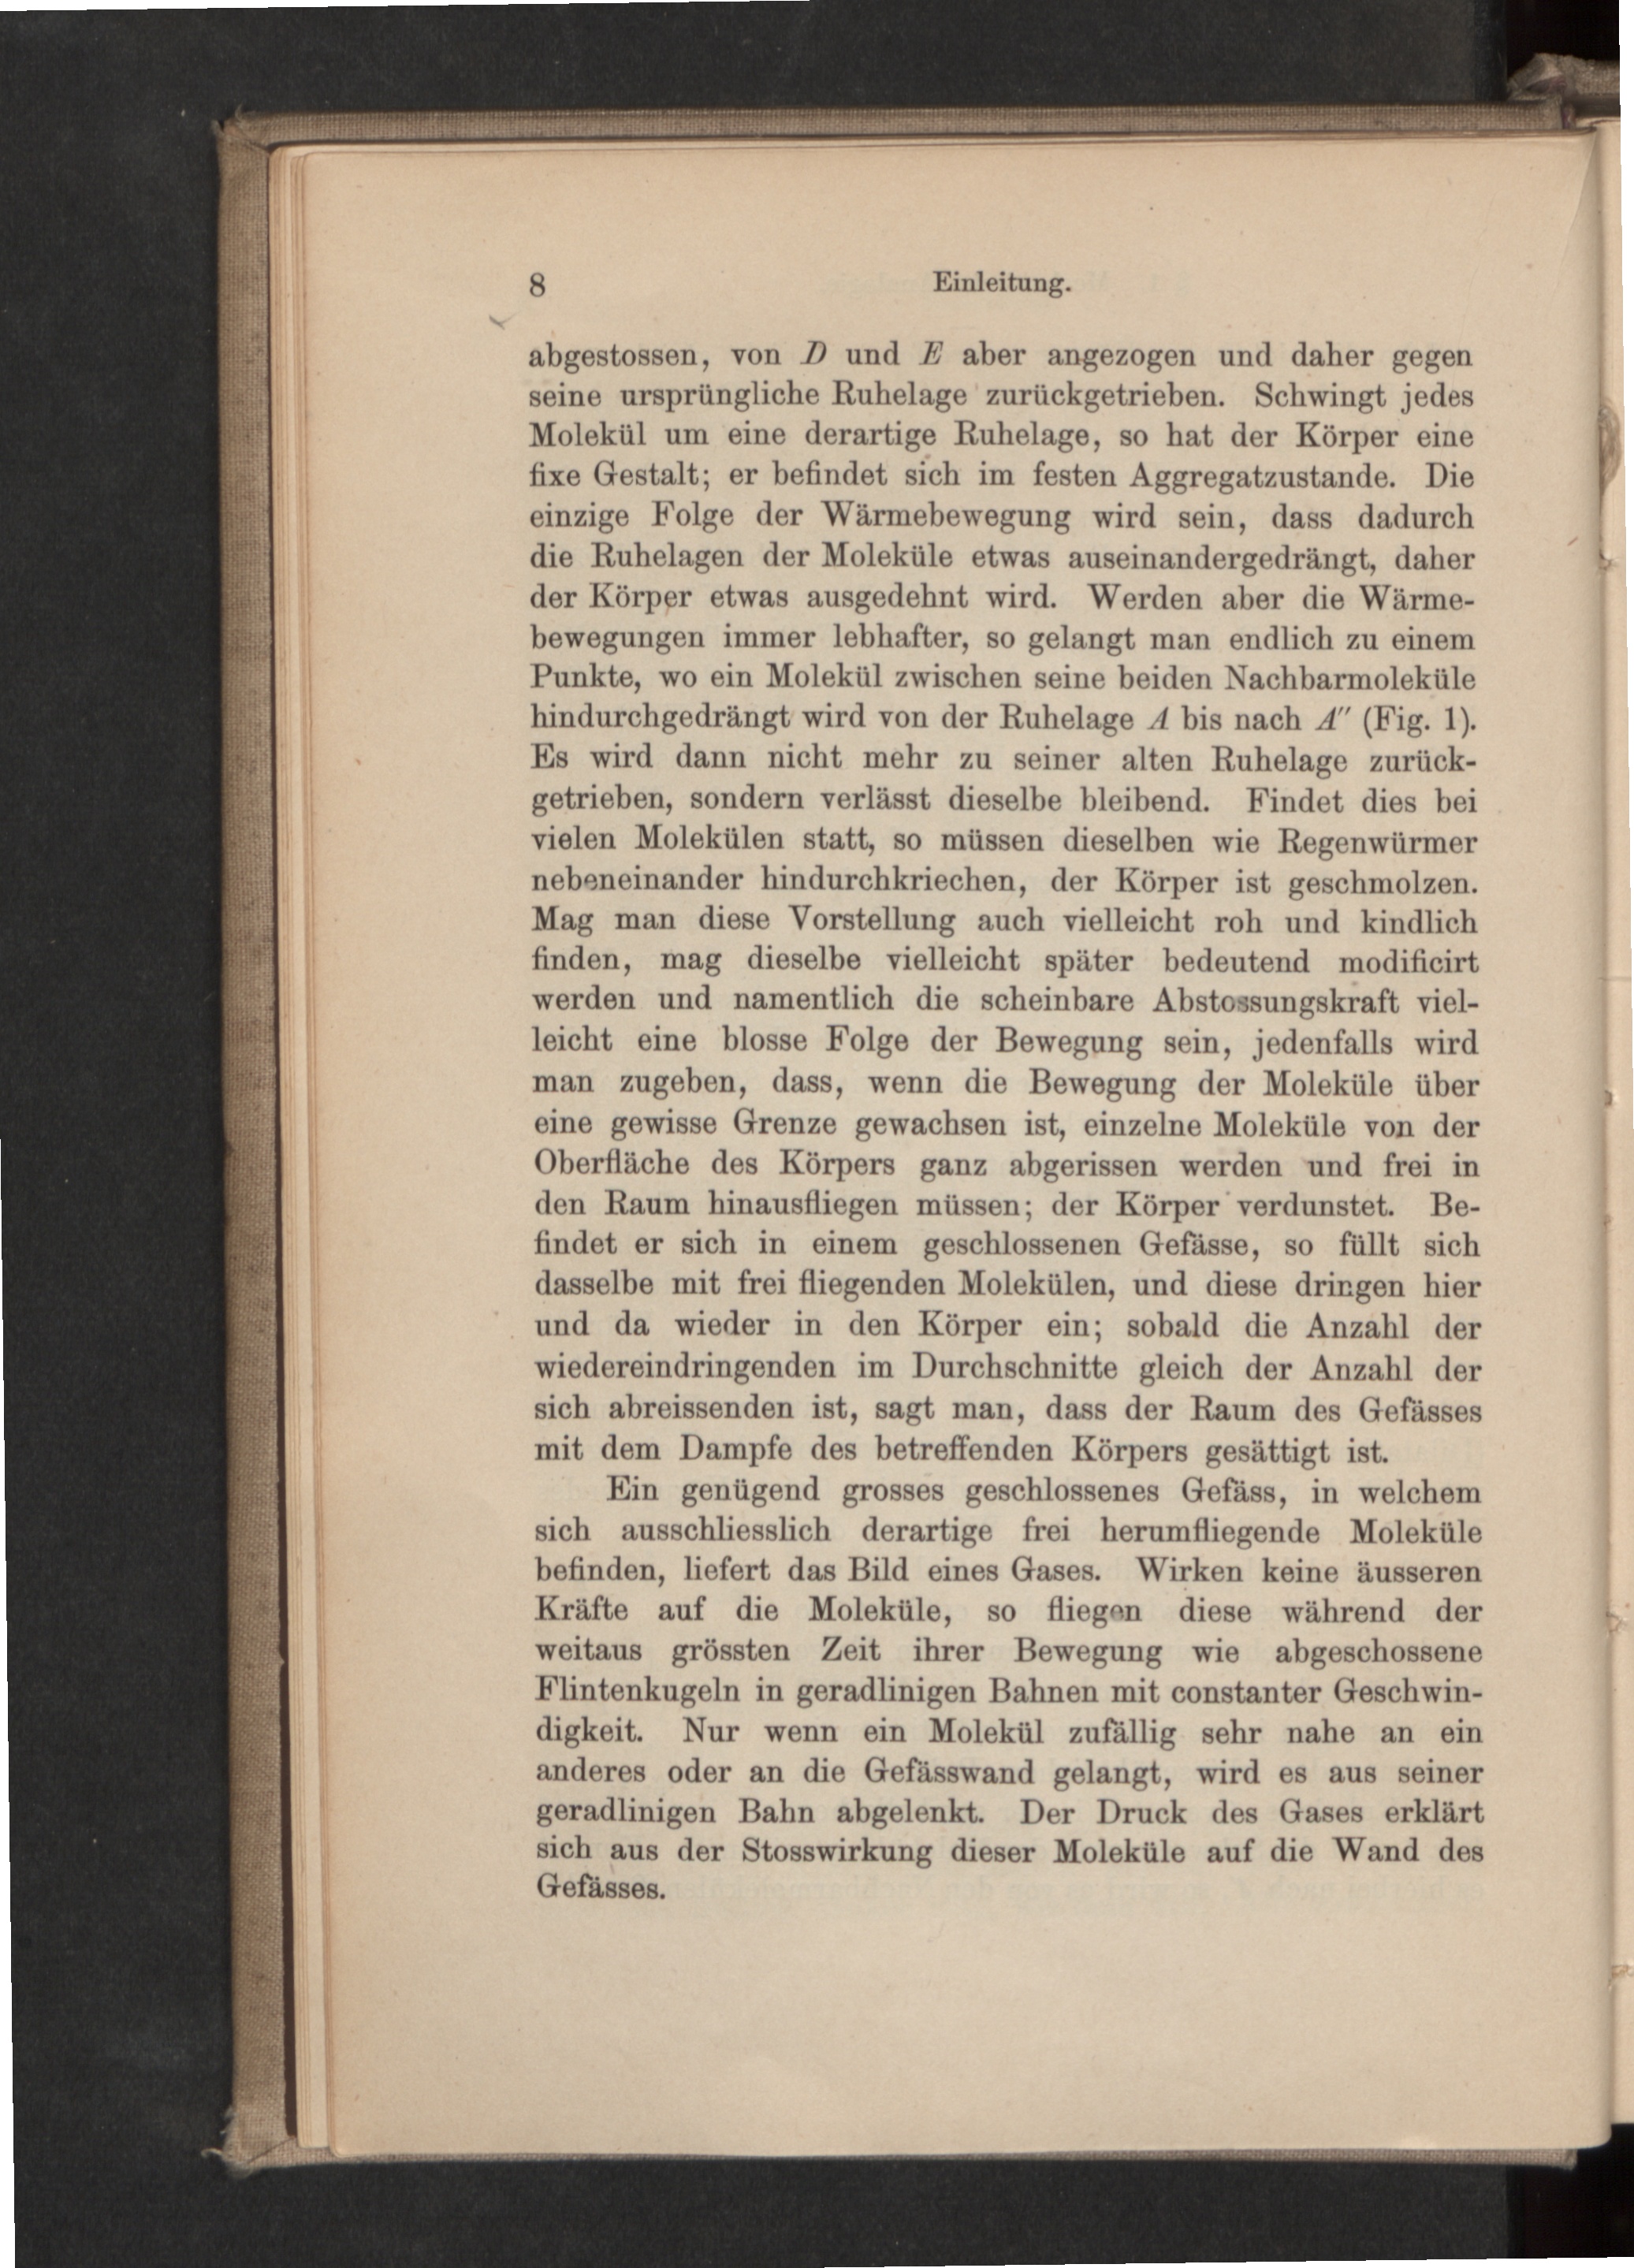 8 Einleitung.
abgestossen, von D und E aber angezogen und daher gegen
seine ursprüngliche Ruhelage zurückgetrieben. Schwingt jedes
Molekül um eine derartige Ruhelage, so hat der Körper eine
fixe Gestalt; er befindet sich im festen Aggregatzustande. Die
einzige Folge der Wärmebewegung wird sein, dass dadurch
die Ruhelagen der Moleküle etwas auseinandergedrängt, daher
der Körper etwas ausgedehnt wird. Werden aber die Wärme-
bewegungen immer lebhafter, so gelangt man endlich zu einem
Punkte, wo ein Molekül zwischen seine beiden Nachbarmoleküle
hindurchgedrängt wird von der Ruhelage A bis nach A″ (Fig. 1).
Es wird dann nicht mehr zu seiner alten Ruhelage zurück-
getrieben, sondern verlässt dieselbe bleibend. Findet dies bei
vielen Molekülen statt, so müssen dieselben wie Regenwürmer
nebeneinander hindurchkriechen, der Körper ist geschmolzen.
Mag man diese Vorstellung auch vielleicht roh und kindlich
finden, mag dieselbe vielleicht später bedeutend modificirt
werden und namentlich die scheinbare Abstossungskraft viel-
leicht eine blosse Folge der Bewegung sein, jedenfalls wird
man zugeben, dass, wenn die Bewegung der Moleküle über
eine gewisse Grenze gewachsen ist, einzelne Moleküle von der
Oberfläche des Körpers ganz abgerissen werden und frei in
den Raum hinausfliegen müssen; der Körper verdunstet. Be-
findet er sich in einem geschlossenen Gefässe, so füllt sich
dasselbe mit frei fliegenden Molekülen, und diese dringen hier
und da wieder in den Körper ein; sobald die Anzahl der
wiedereindringenden im Durchschnitte gleich der Anzahl der
sich abreissenden ist, sagt man, dass der Raum des Gefässes
mit dem Dampfe des betreffenden Körpers gesättigt ist.
Ein genügend grosses geschlossenes Gefäss, in welchem
sich ausschliesslich derartige frei herumfliegende Moleküle
befinden, liefert das Bild eines Gases. Wirken keine äusseren
Kräfte auf die Moleküle, so fliegen diese während der
weitaus grössten Zeit ihrer Bewegung wie abgeschossene
Flintenkugeln in geradlinigen Bahnen mit constanter Geschwin-
digkeit. Nur wenn ein Molekül zufällig sehr nahe an ein
anderes oder an die Gefässwand gelangt, wird es aus seiner
geradlinigen Bahn abgelenkt. Der Druck des Gases erklärt
sich aus der Stosswirkung dieser Moleküle auf die Wand des
Gefässes.